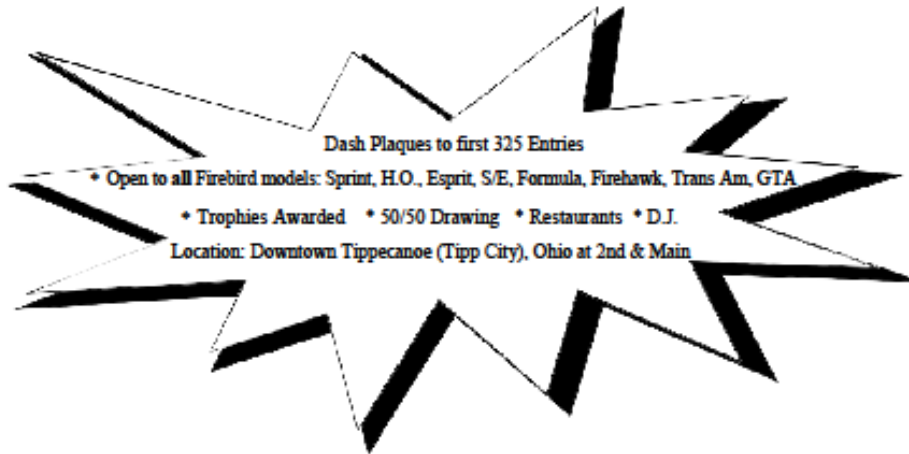 Dash Plaques to first 325 Entries
* Open to all Firebird models: Sprint, H.O., Esprit, S/E, Formula, Firehawk, Trans Am, GTA
* Trophies Awarded * 50/50 Drawing * Restaurants * D.J.
Location: Downtown Tippecanoe (Tipp City), Ohio at 2nd & Main